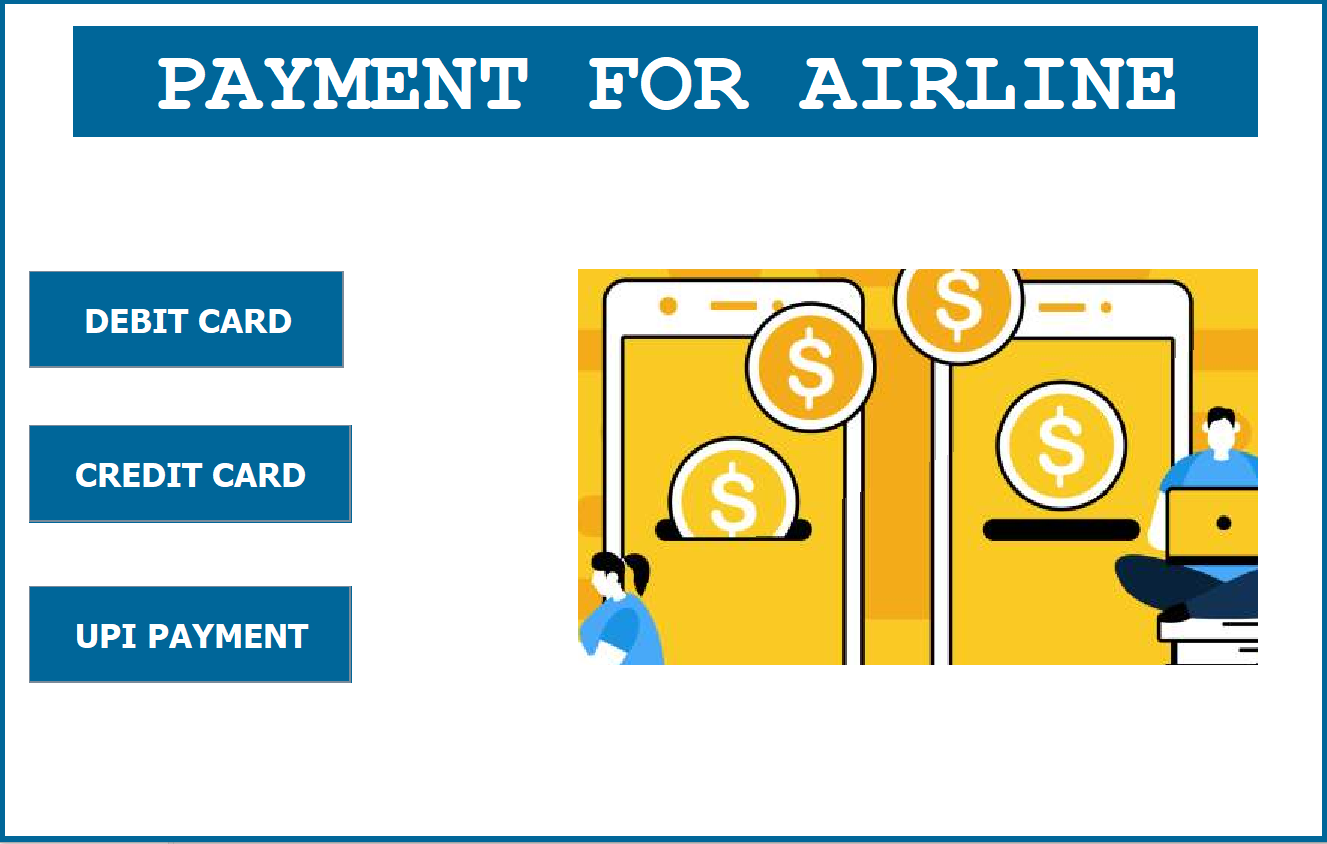 PAYMENT FOR AIRLINE
DEBIT CARD
CREDIT CARD
UPI PAYMENT
$
$
$
$